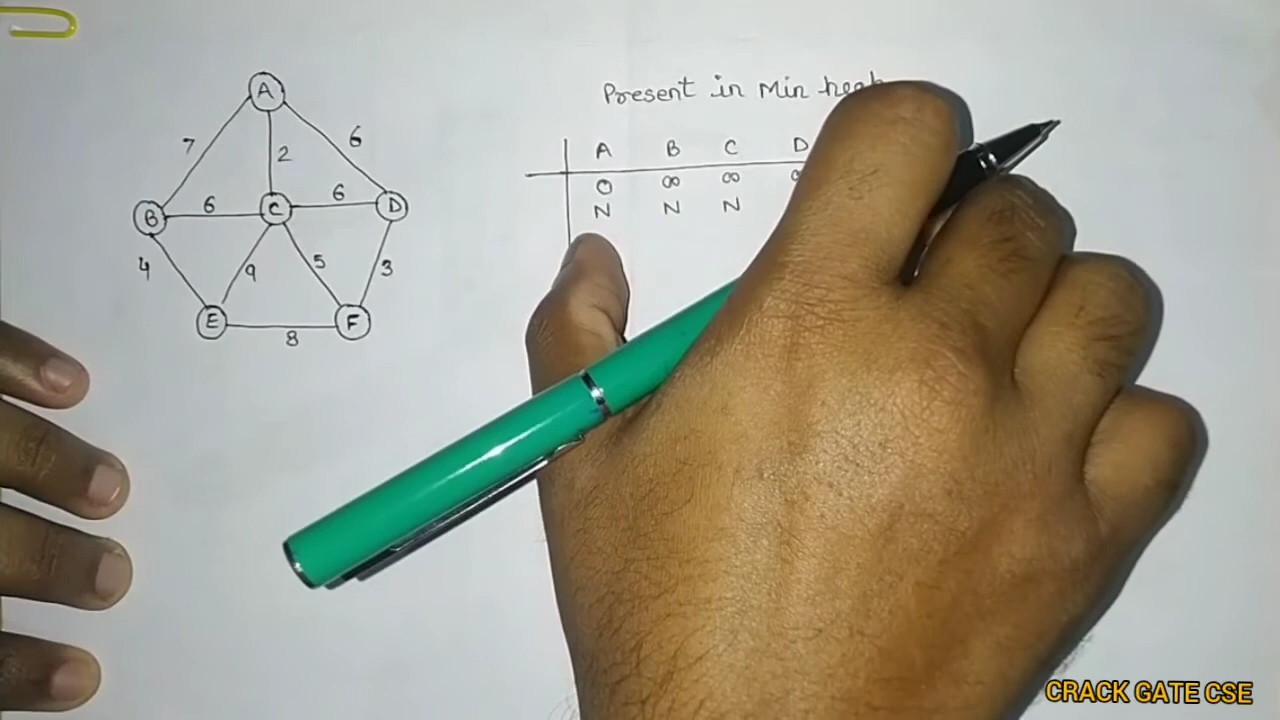 A
7
2
6
B
6
C
6
D
4
9
5
3
E
8
F
Present in Min
A B C D
0 ∞ ∞
N N N
CRACK GATE CSE